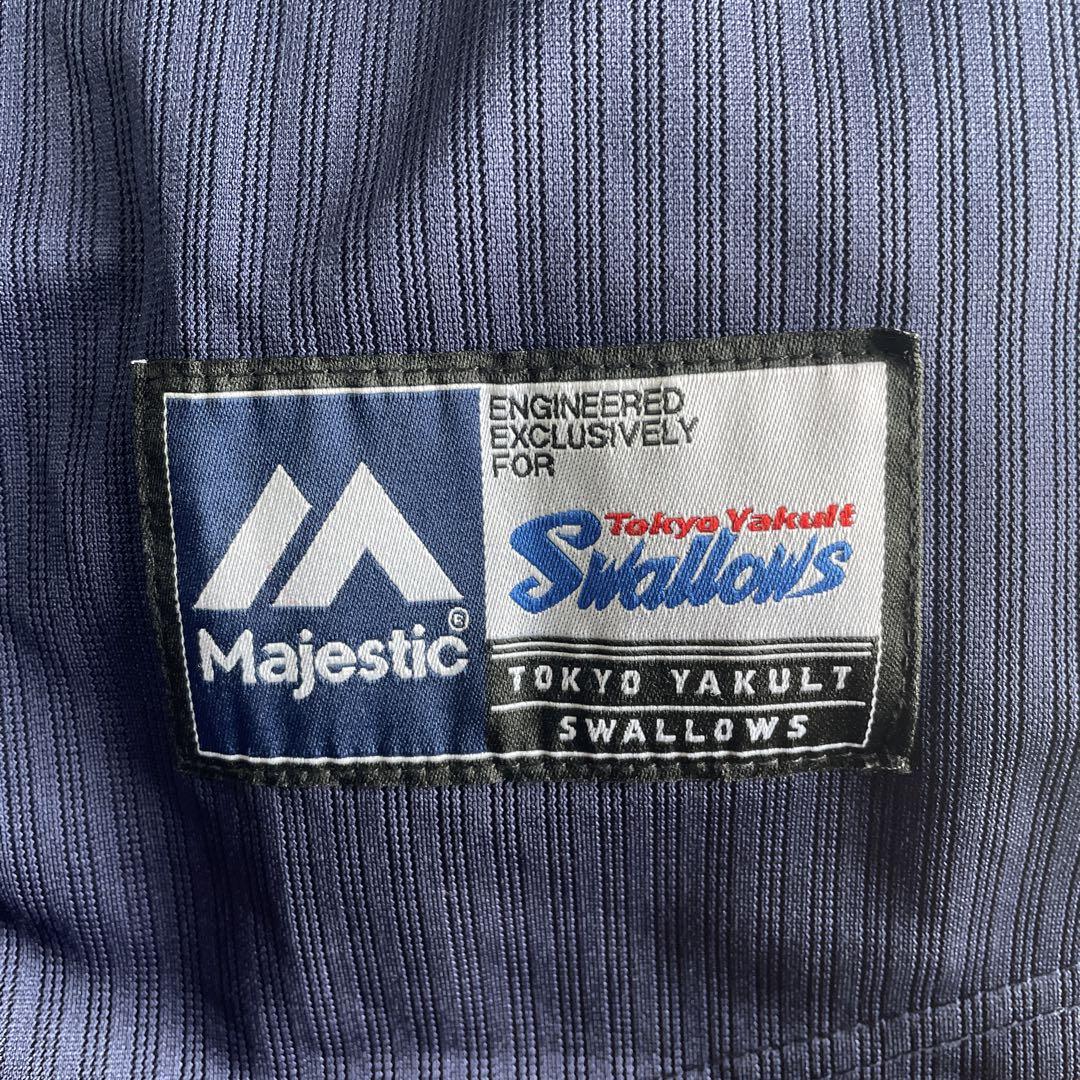 Majestic®
ENGINEERED
EXCLUSIVELY
FOR
Tokyo Yakult
Swallows
TOKYO YAKULT
SWALLOWS